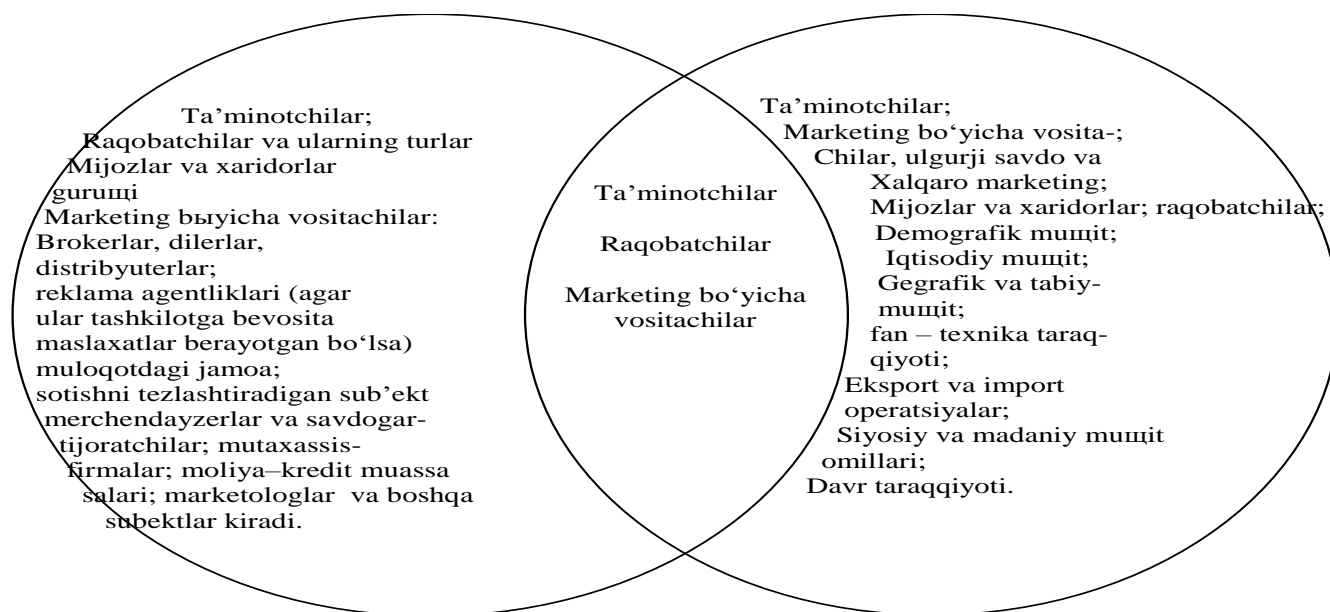 Ta’minotchilar;
Raqobatchilar va ularning turlar
Mijozlar va xaridorlar
guruщi
Marketing bыyicha vositachilar:
Brokerlar, dilerlar,
distribyuterlar;
reklama agentliklari (agar
ular tashkilotga bevosita
maslaxatlar berayotgan bo‘lsa)
muloqotdagi jamoa;
sotishni tezlashtiradigan sub’ekt
merchendayzerlar va savdogar-
tijoratchilar; mutaxassis-
firmalar; moliya–kredit muassa
salari; marketologlar va boshqa
subektlar kiradi.
Ta’minotchilar
Raqobatchilar
Marketing bo‘yicha
vositachilar
Ta’minotchilar;
Marketing bo‘yicha vosita-;
Chilar, ulgurji savdo va
Xalqaro marketing;
Mijozlar va xaridorlar; raqobatchilar;
Demografik muщit;
Iqtisodiy muщit;
Gegrafik va tabiy-
muщit;
fan – texnika taraq-
qiyoti;
Eksport va import
operatsiyalar;
Siyosiy va madaniy muщit
omillari;
Davr taraqqiyoti.